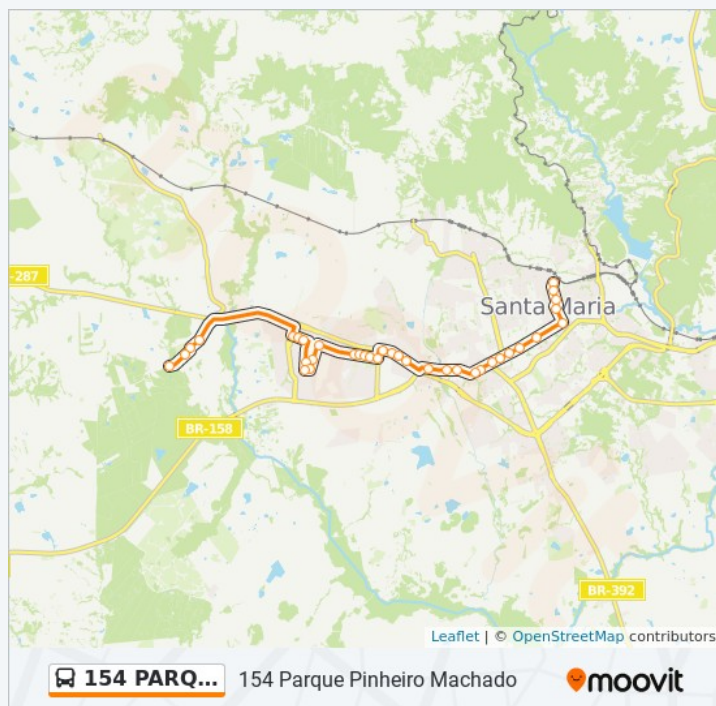 -287
Santa Maria
BR-158
BR-392
Leaflet | © OpenStreetMap contributors
154 PARQ... 154 Parque Pinheiro Machado moovit